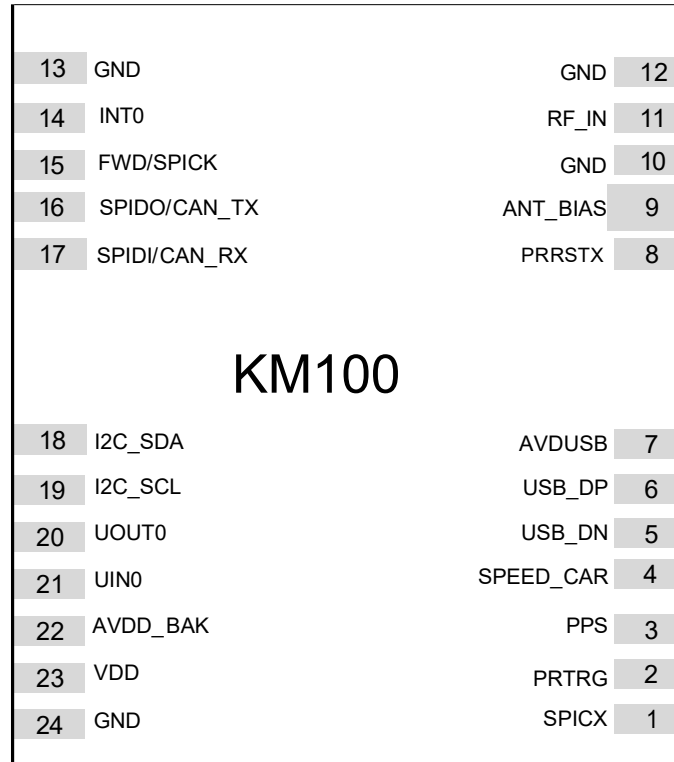 13 GND GND 12
14 INT0 RF_IN 11
15 FWD/SPICK GND 10
16 SPIDO/CAN_TX ANT_BIAS 9
17 SPIDI/CAN_RX PRRSTX 8
KM100
18 I2C_SDA AVDUSB 7
19 I2C_SCL USB_DP 6
20 UOUT0 USB_DN 5
21 UIN0 SPEED_CAR 4
22 AVDD_BAK PPS 3
23 VDD PRTRG 2
24 GND SPICX 1